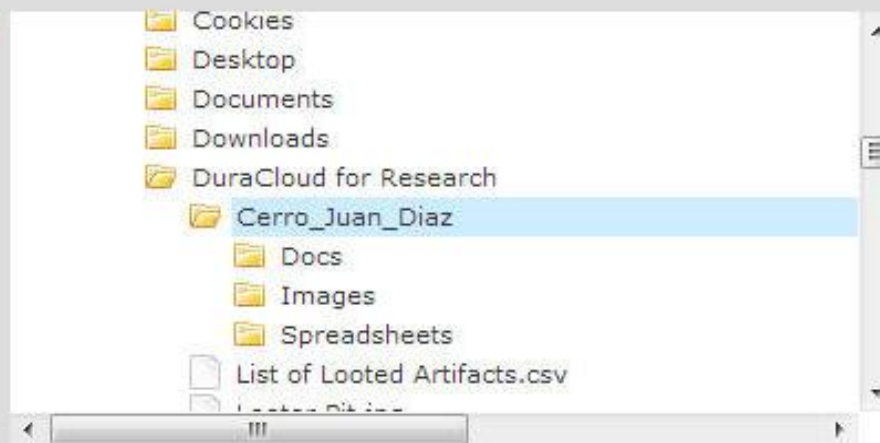 Cookies
Desktop
Documents
Downloads
DuraCloud for Research
Cerro_Juan_Diaz
Docs
Images
Spreadsheets
List of Looted Artifacts.csv